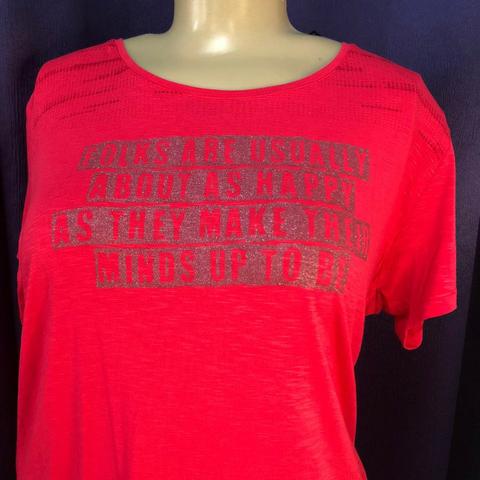 FOLKS ARE USUALLY
ABOUT AS HAPPY
AS THEY MAKE THEIR
MINDS UP TO BE